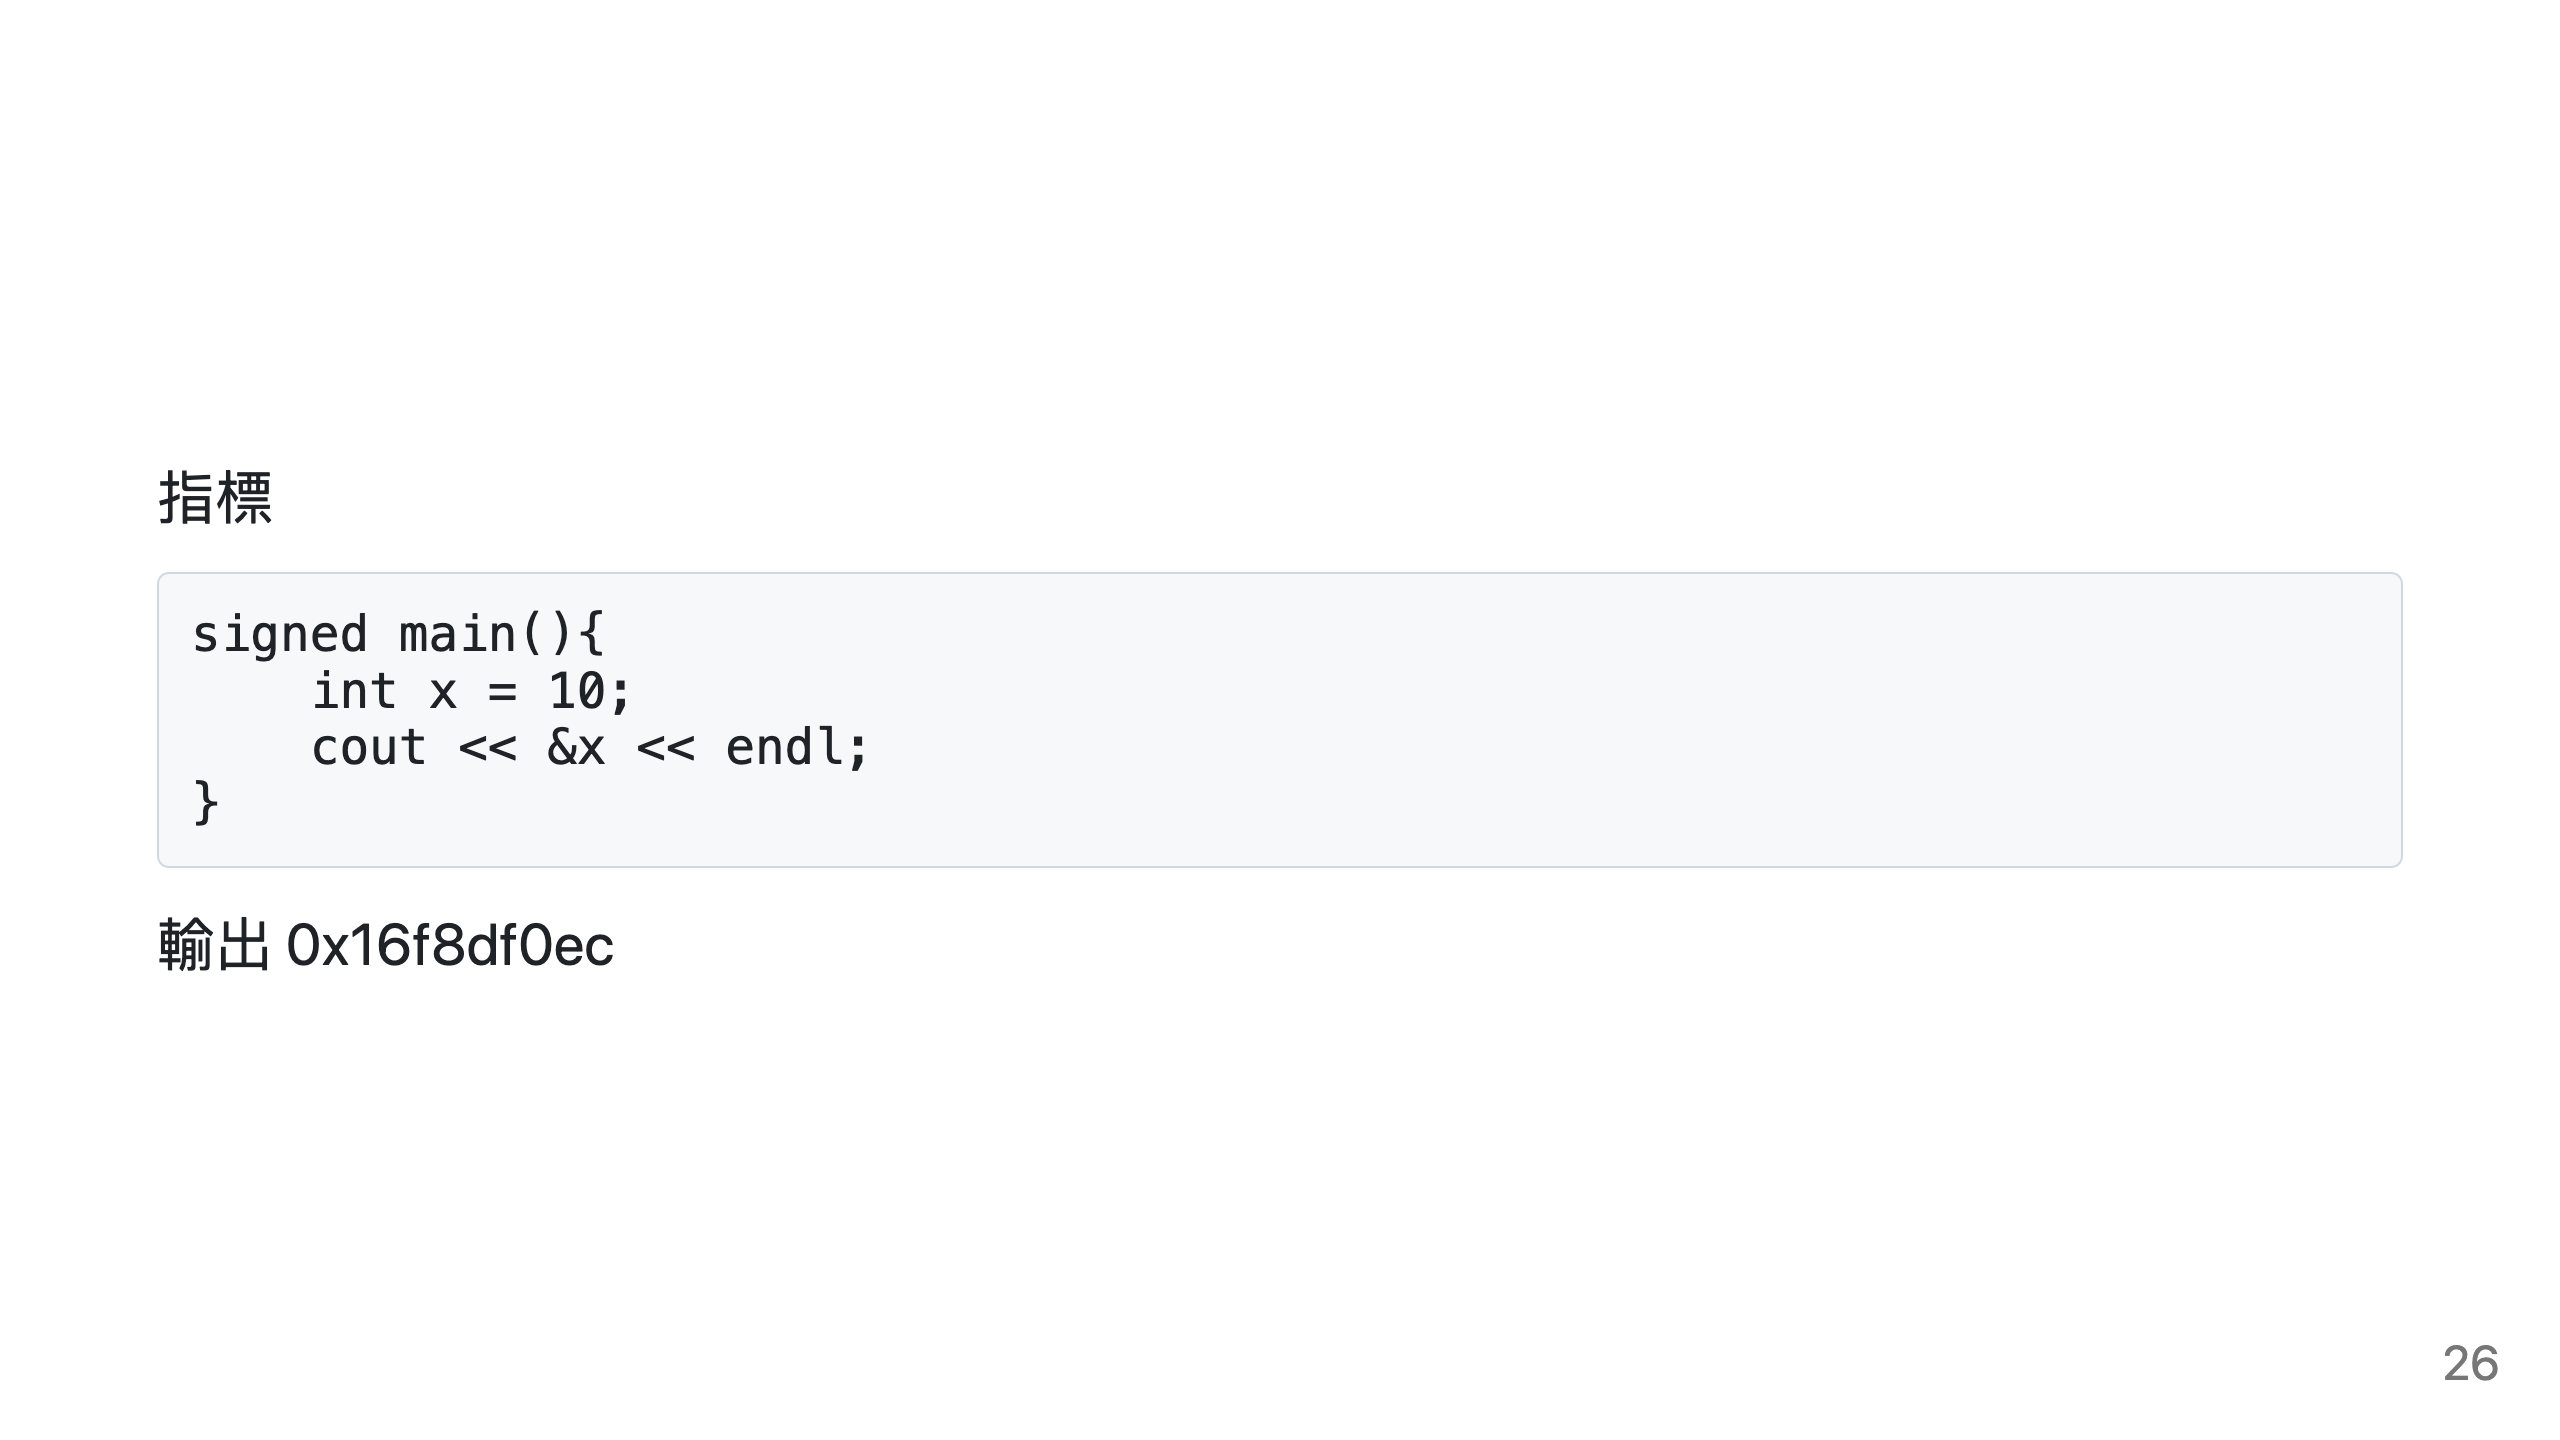 指標
signed main(){
    int x = 10;
    cout << &x << endl;
}
輸出 0x16f8df0ec
26